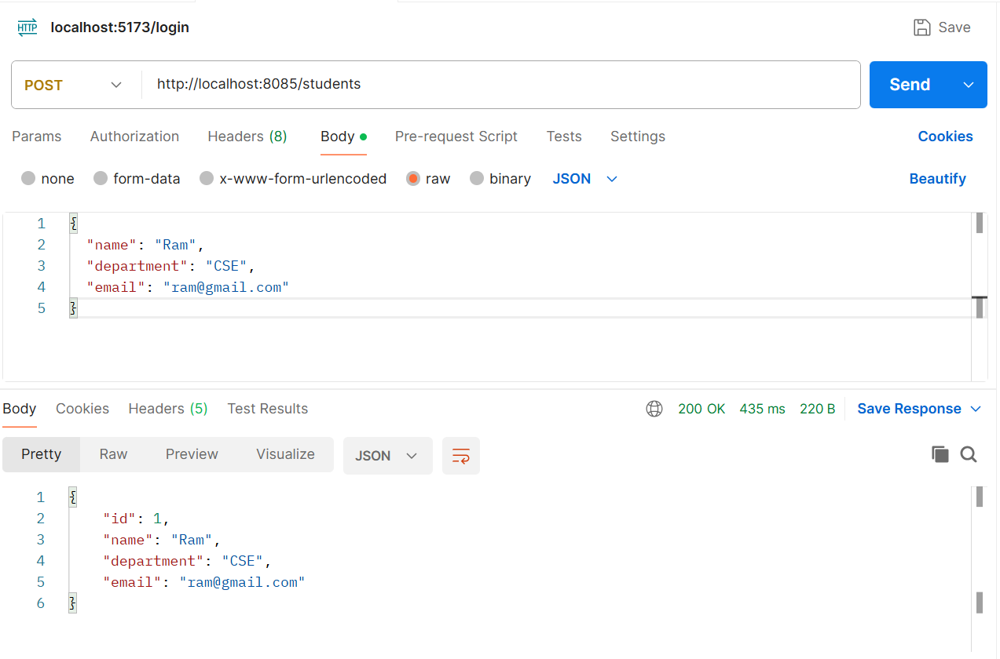 HTTP localhost:5173/login Save
POST http://localhost:8085/students Send
Params Authorization Headers (8) Body Pre-request Script Tests Settings Cookies
none form-data x-www-form-urlencoded raw binary JSON Beautify
1 {
2 "name": "Ram",
3 "department": "CSE",
4 "email": "ram@gmail.com"
5 }
Body Cookies Headers (5) Test Results 200 OK 435 ms 220 B Save Response
Pretty Raw Preview Visualize JSON
1 {
2 "id": 1,
3 "name": "Ram",
4 "department": "CSE",
5 "email": "ram@gmail.com"
6 }